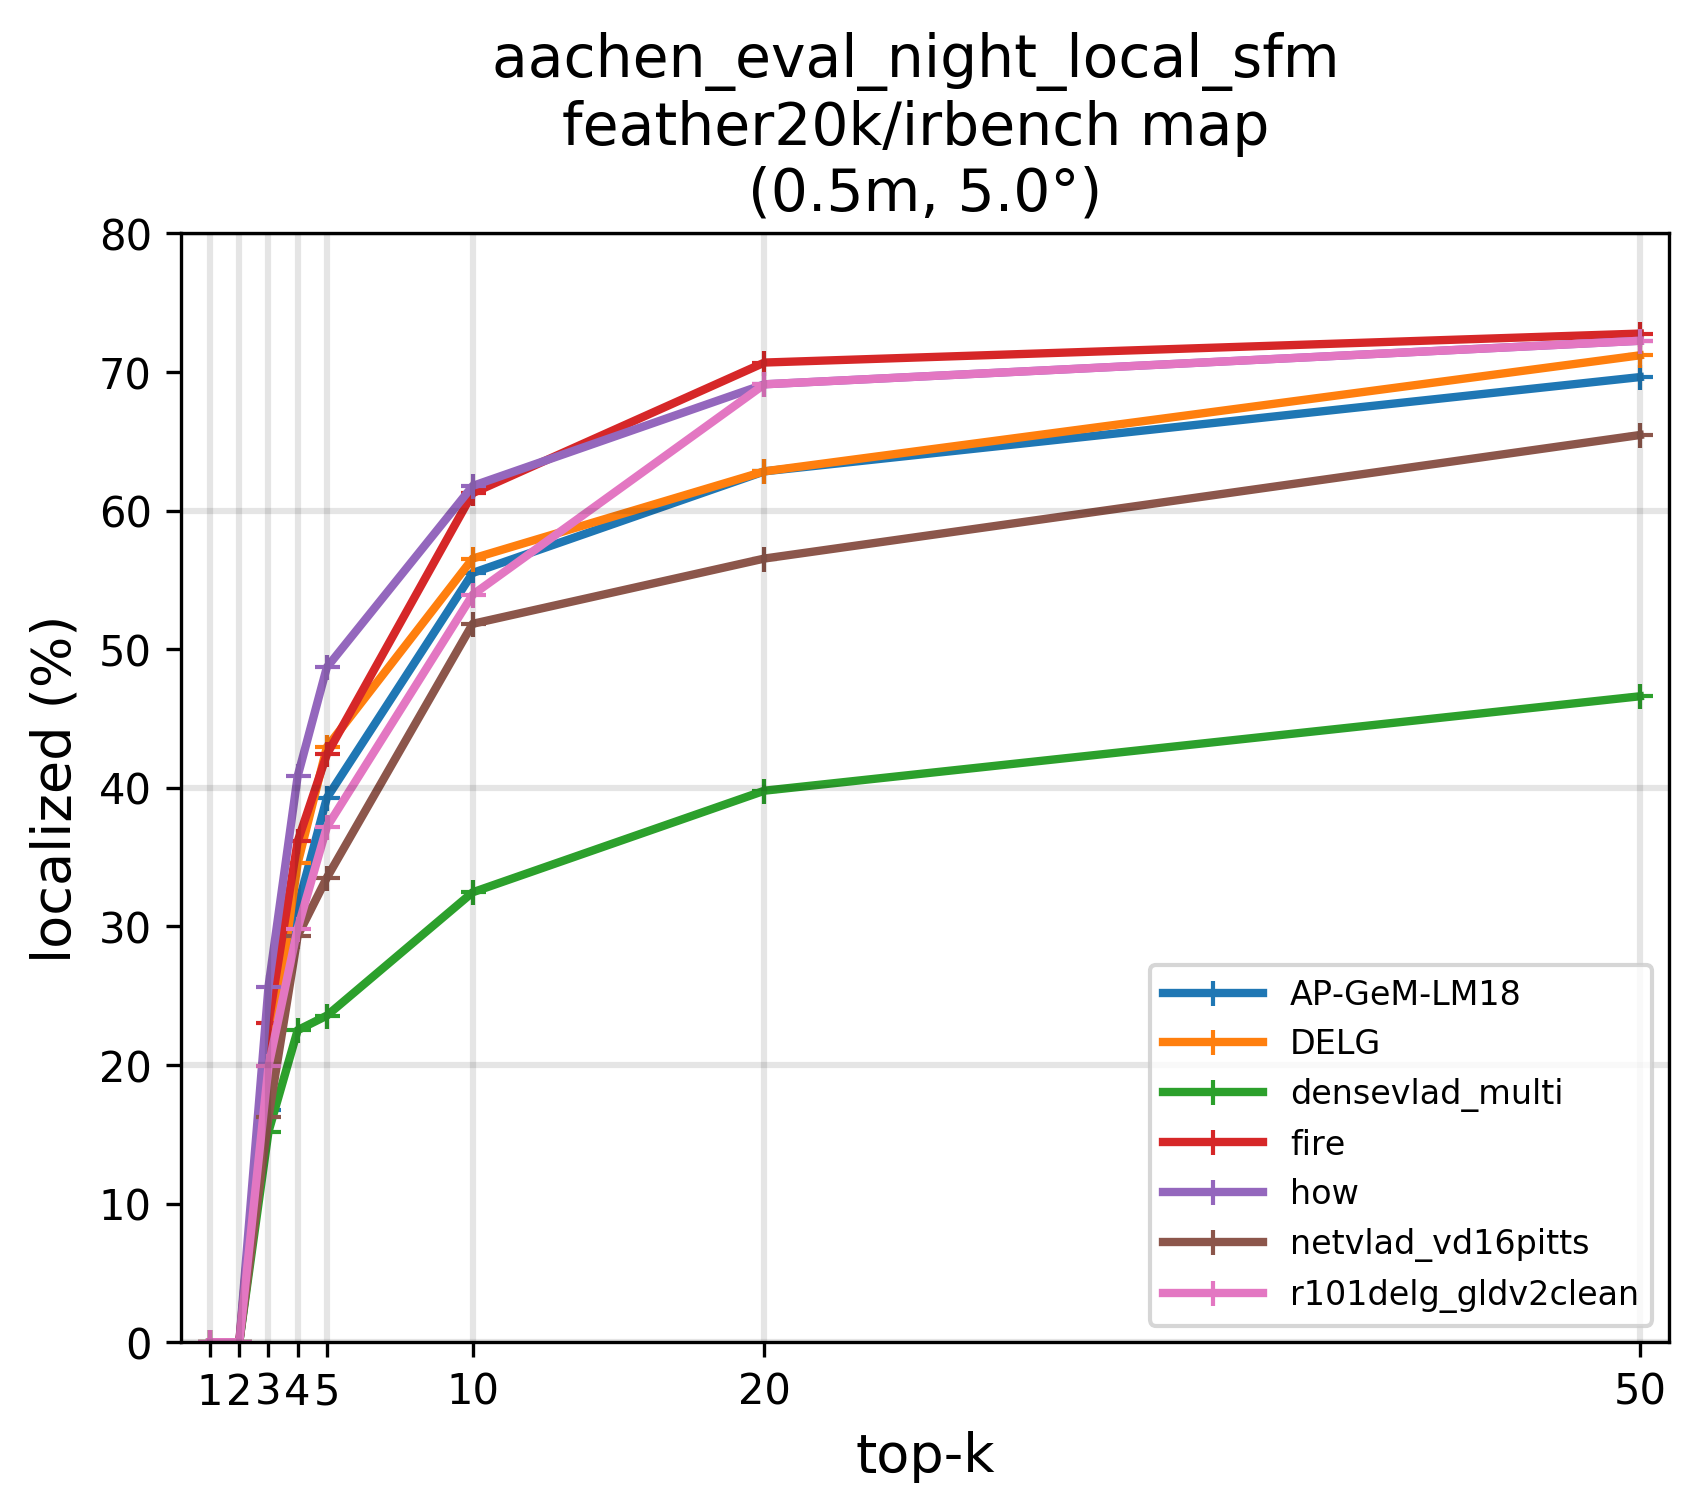 aachen_eval_night_local_sfm
feather20k/irbench map
(0.5m, 5.0°)
80
70
60
50
40
30
20
10
0
localized (%)
1 2 3 4 5 10 20 50
top-k
AP-GeM-LM18
DELG
densevlad_multi
fire
how
netvlad_vd16pitts
r101delg_gldv2clean